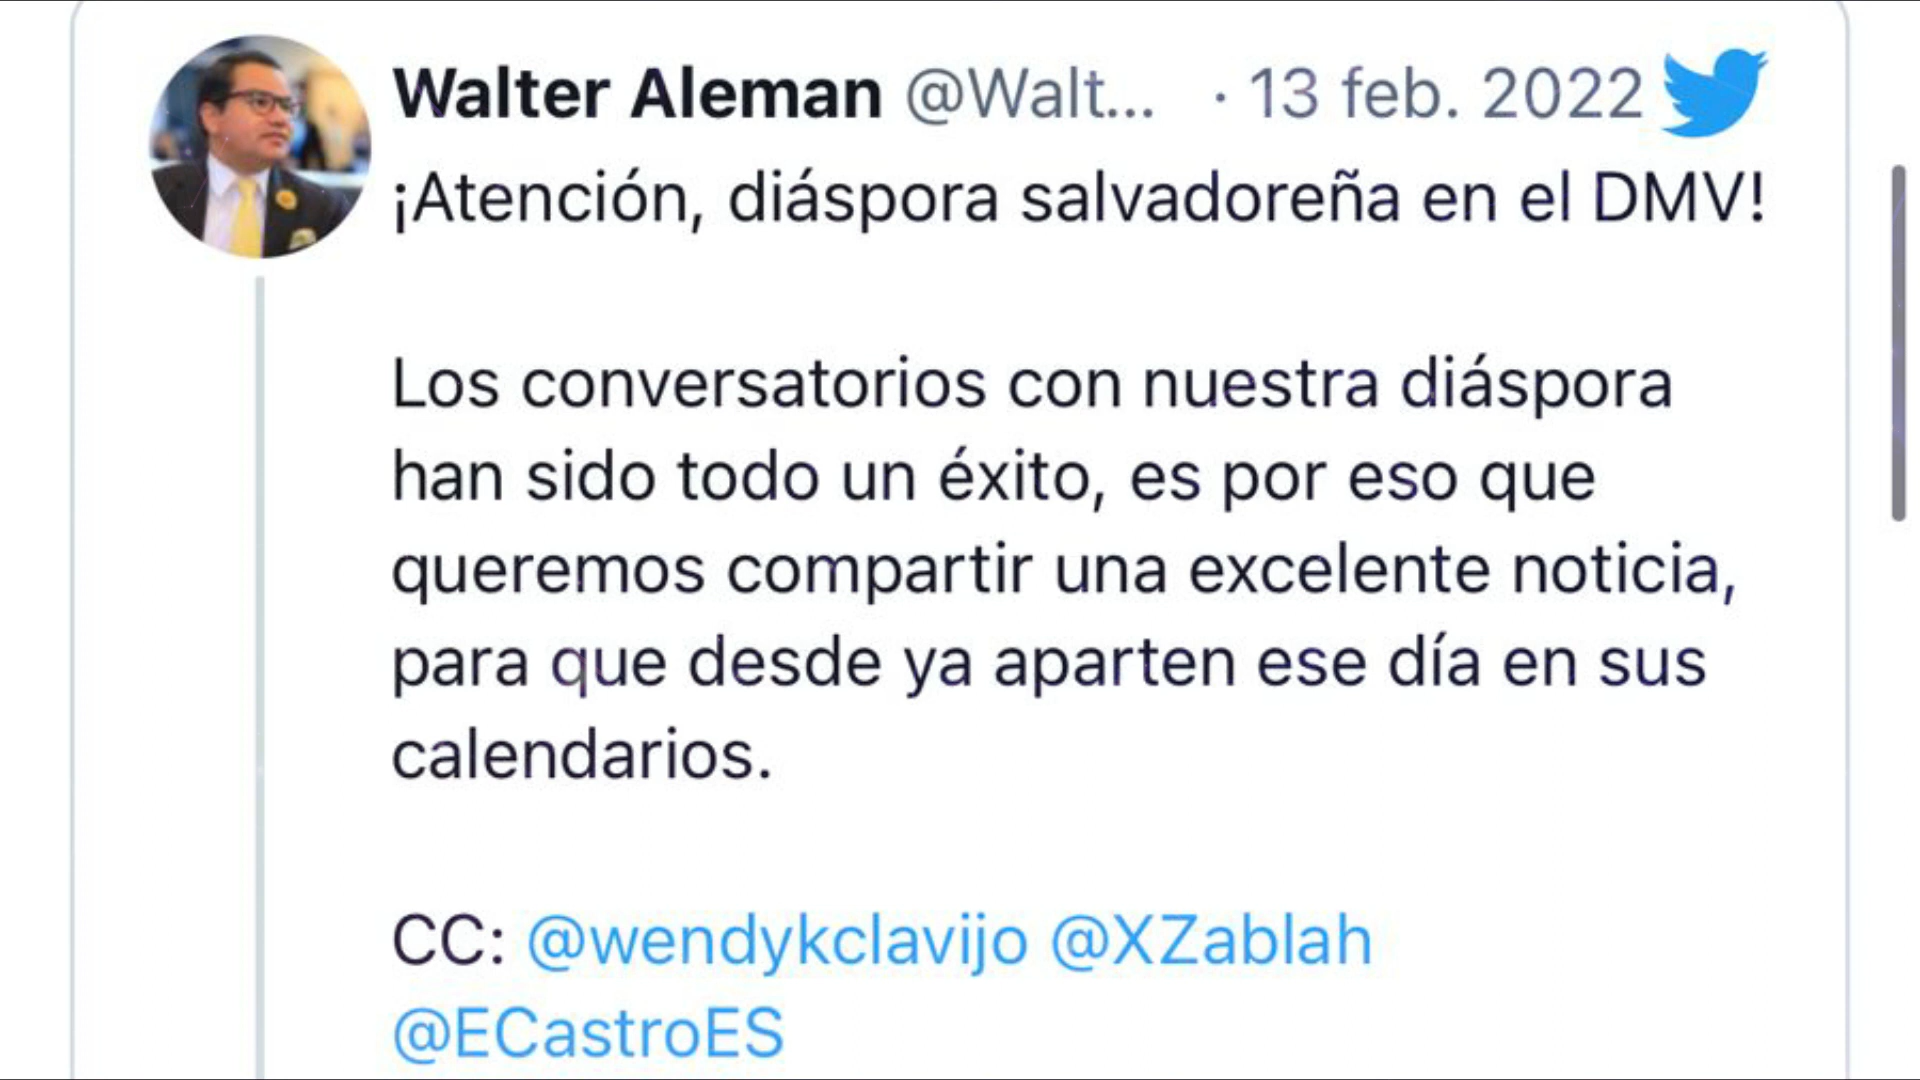 Walter Aleman @Walt... · 13 feb. 2022
¡Atención, diáspora salvadoreña en el DMV!
Los conversatorios con nuestra diáspora
han sido todo un éxito, es por eso que
queremos compartir una excelente noticia,
para que desde ya aparten ese día en sus
calendarios.
CC: @wendykclavijo @XZablah
@ECastroES